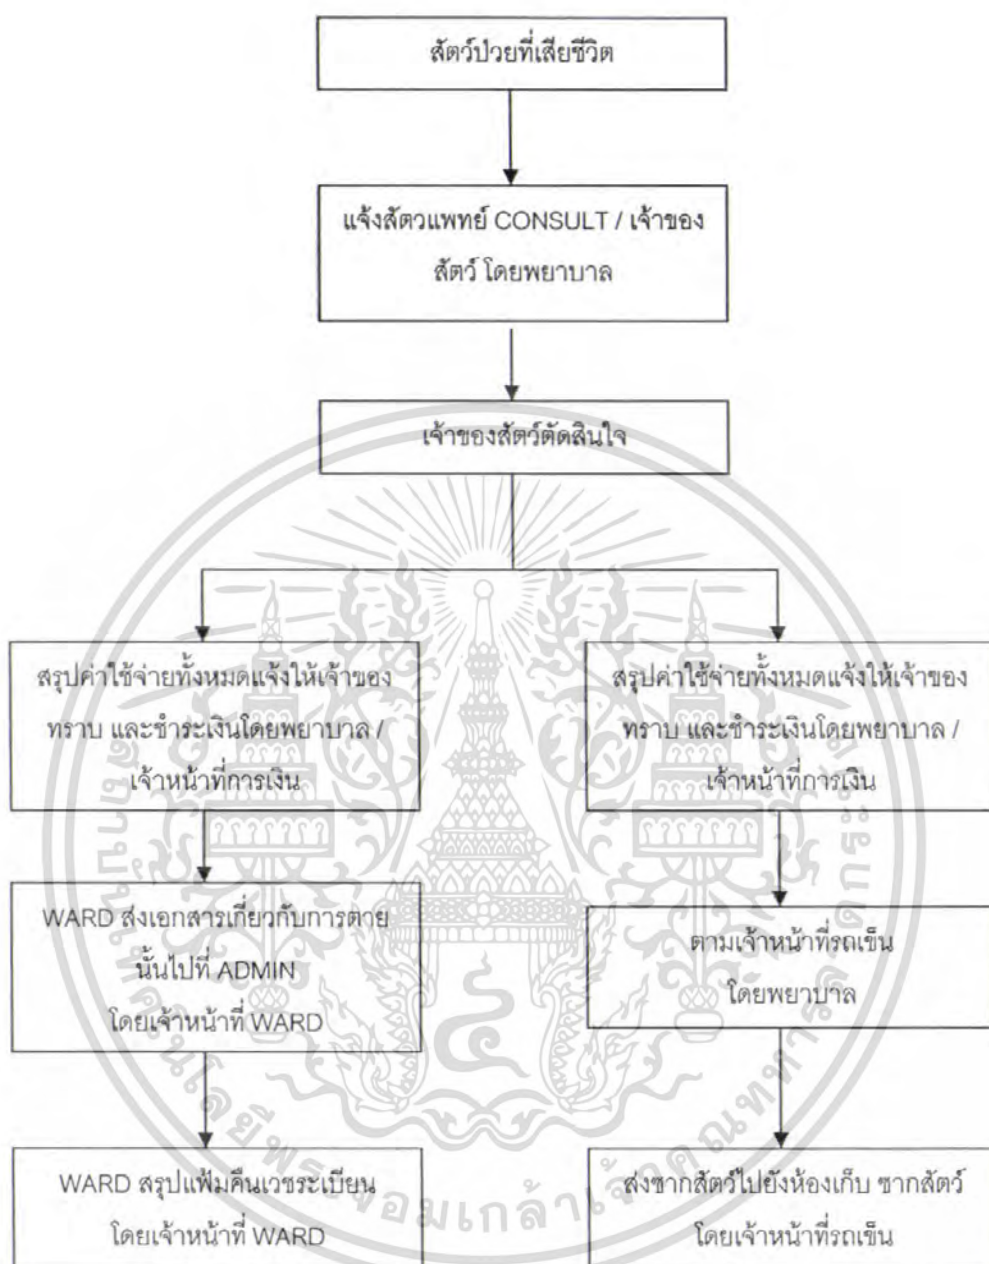 สัตว์ป่วยที่เสียชีวิต
แจ้งสัตวแพทย์ CONSULT / เจ้าของ
สัตว์ โดยพยาบาล
เจ้าของสัตว์ตัดสินใจ
สรุปค่าใช้จ่ายทั้งหมดแจ้งให้เจ้าของ
ทราบ และชำระเงินโดยพยาบาล /
เจ้าหน้าที่การเงิน
WARD ส่งเอกสารเกี่ยวกับการตาย
นั้นไปที่ ADMIN
โดยเจ้าหน้าที่ WARD
WARD สรุปแฟ้มคืนเวชระเบียน
โดยเจ้าหน้าที่ WARD
สรุปค่าใช้จ่ายทั้งหมดแจ้งให้เจ้าของ
ทราบ และชำระเงินโดยพยาบาล /
เจ้าหน้าที่การเงิน
ตามเจ้าหน้าที่รถเข็น
โดยพยาบาล
ส่งซากสัตว์ไปยังห้องเก็บ ซากสัตว์
โดยเจ้าหน้าที่รถเข็น